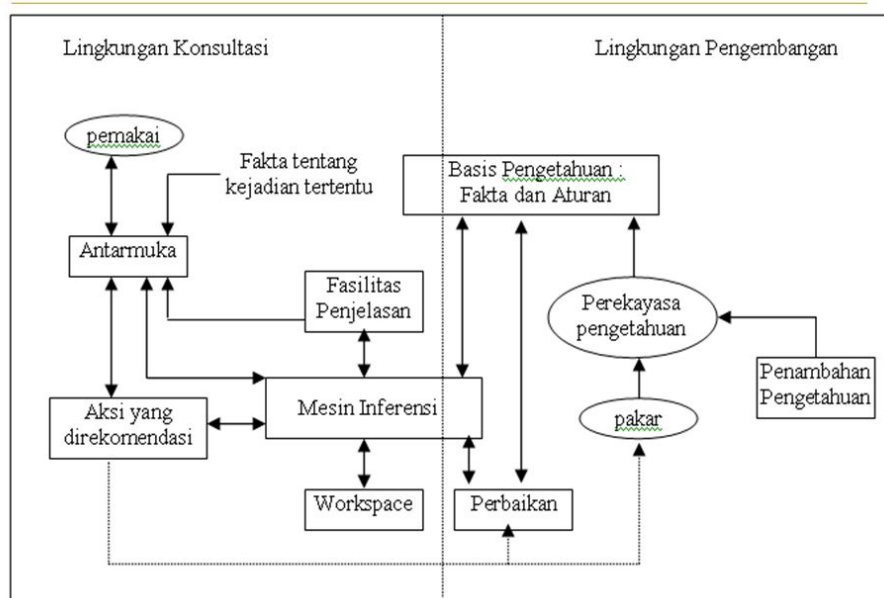 Lingkungan Konsultasi
Lingkungan Pengembangan
pemakai
Fakta tentang
kejadian tertentu
Basis Pengetahuan :
Fakta dan Aturan
Antarmuka
Fasilitas
Penjelasan
Perekayasa
pengetahuan
Penambahan
Pengetahuan
Aksi yang
direkomendasi
Mesin Inferensi
pakar
Workspace
Perbaikan